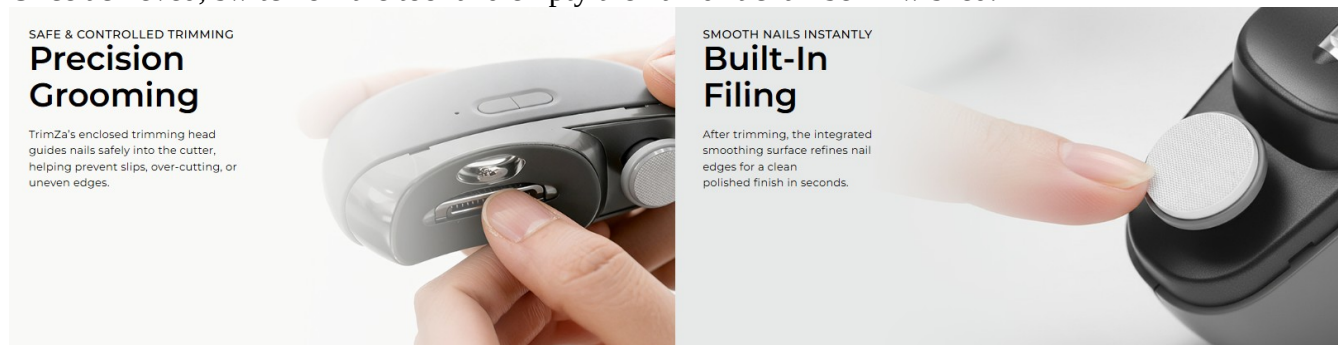 SAFE & CONTROLLED TRIMMING
Precision
Grooming
TrimZa's enclosed trimming head
guides nails safely into the cutter,
helping prevent slips, over-cutting, or
uneven edges.
SMOOTH NAILS INSTANTLY
Built-In
Filing
After trimming, the integrated
smoothing surface refines nail
edges for a clean
polished finish in seconds.